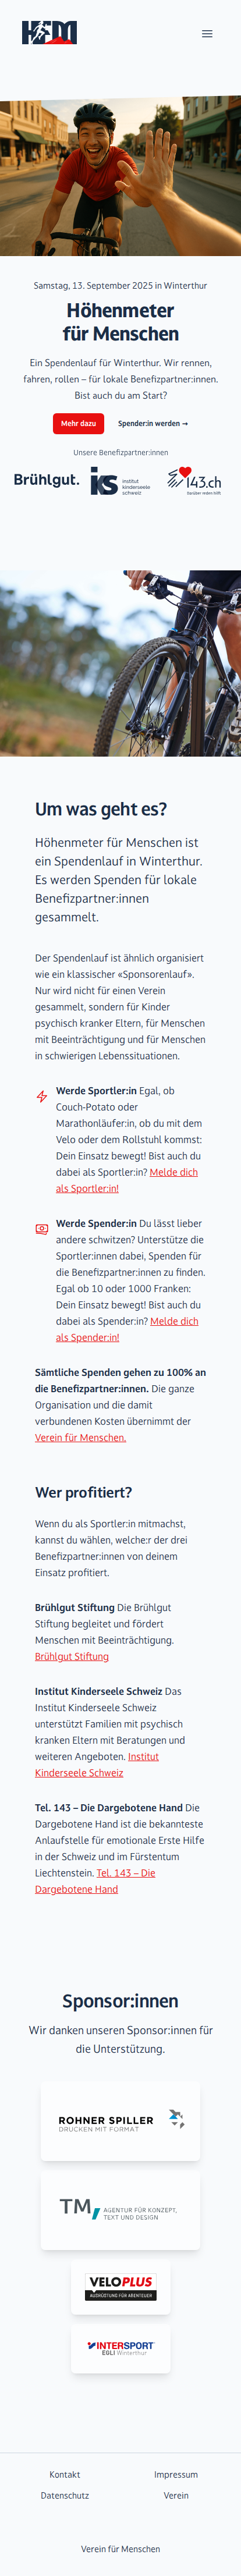 HFM
Samstag, 13. September 2025 in Winterthur
Höhenmeter
für Menschen
Ein Spendenlauf für Winterthur. Wir rennen,
fahren, rollen – für lokale Benefizpartner:innen.
Bist auch du am Start?
Mehr dazu
Spender:in werden →
Unsere Benefizpartner:innen
Brühlgut.
iks institut
kinderseele
schweiz
143.ch
darüber reden hilft
Um was geht es?
Höhenmeter für Menschen ist
ein Spendenlauf in Winterthur.
Es werden Spenden für lokale
Benefizpartner:innen
gesammelt.
Der Spendenlauf ist ähnlich organisiert
wie ein klassischer «Sponsorenlauf».
Nur wird nicht für einen Verein
gesammelt, sondern für Kinder
psychisch kranker Eltern, für Menschen
mit Beeinträchtigung und für Menschen
in schwierigen Lebenssituationen.
Werde Sportler:in Egal, ob
Couch-Potato oder
Marathonläufer:in, ob du mit dem
Velo oder dem Rollstuhl kommst:
Dein Einsatz bewegt! Bist auch du
dabei als Sportler:in? Melde dich
als Sportler:in!
Werde Spender:in Du lässt lieber
andere schwitzen? Unterstütze die
Sportler:innen dabei, Spenden für
die Benefizpartner:innen zu finden.
Egal ob 10 oder 1000 Franken:
Dein Einsatz bewegt! Bist auch du
dabei als Spender:in? Melde dich
als Spender:in!
Sämtliche Spenden gehen zu 100% an
die Benefizpartner:innen. Die ganze
Organisation und die damit
verbundenen Kosten übernimmt der
Verein für Menschen.
Wer profitiert?
Wenn du als Sportler:in mitmachst,
kannst du wählen, welche:r der drei
Benefizpartner:innen von deinem
Einsatz profitiert.
Brühlgut Stiftung Die Brühlgut
Stiftung begleitet und fördert
Menschen mit Beeinträchtigung.
Brühlgut Stiftung
Institut Kinderseele Schweiz Das
Institut Kinderseele Schweiz
unterstützt Familien mit psychisch
kranken Eltern mit Beratungen und
weiteren Angeboten. Institut
Kinderseele Schweiz
Tel. 143 – Die Dargebotene Hand Die
Dargebotene Hand ist die bekannteste
Anlaufstelle für emotionale Erste Hilfe
in der Schweiz und im Fürstentum
Liechtenstein. Tel. 143 – Die
Dargebotene Hand
Sponsor:innen
Wir danken unseren Sponsor:innen für
die Unterstützung.
ROHNER SPILLER
DRUCKEN MIT FORMAT
TM/ AGENTUR FÜR KONZEPT,
TEXT UND DESIGN
VELOPLUS
AUSRÜSTUNG FÜR ABENTEUER
INTERSPORT
EGLI Winterthur
Kontakt
Impressum
Datenschutz
Verein
Verein für Menschen